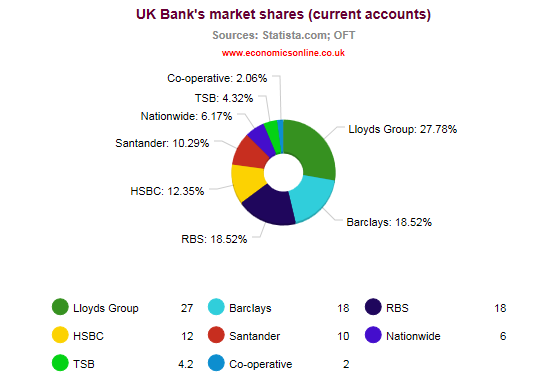 UK Bank's market shares (current accounts)
Sources: Statista.com; OFT
www.economicsonline.co.uk
Co-operative: 2.06%
TSB: 4.32%
Nationwide: 6.17%
Lloyds Group: 27.78%
Santander: 10.29%
HSBC: 12.35%
Barclays: 18.52%
RBS: 18.52%
Lloyds Group 27 Barclays 18 RBS 18
HSBC 12 Santander 10 Nationwide 6
TSB 4.2 Co-operative 2